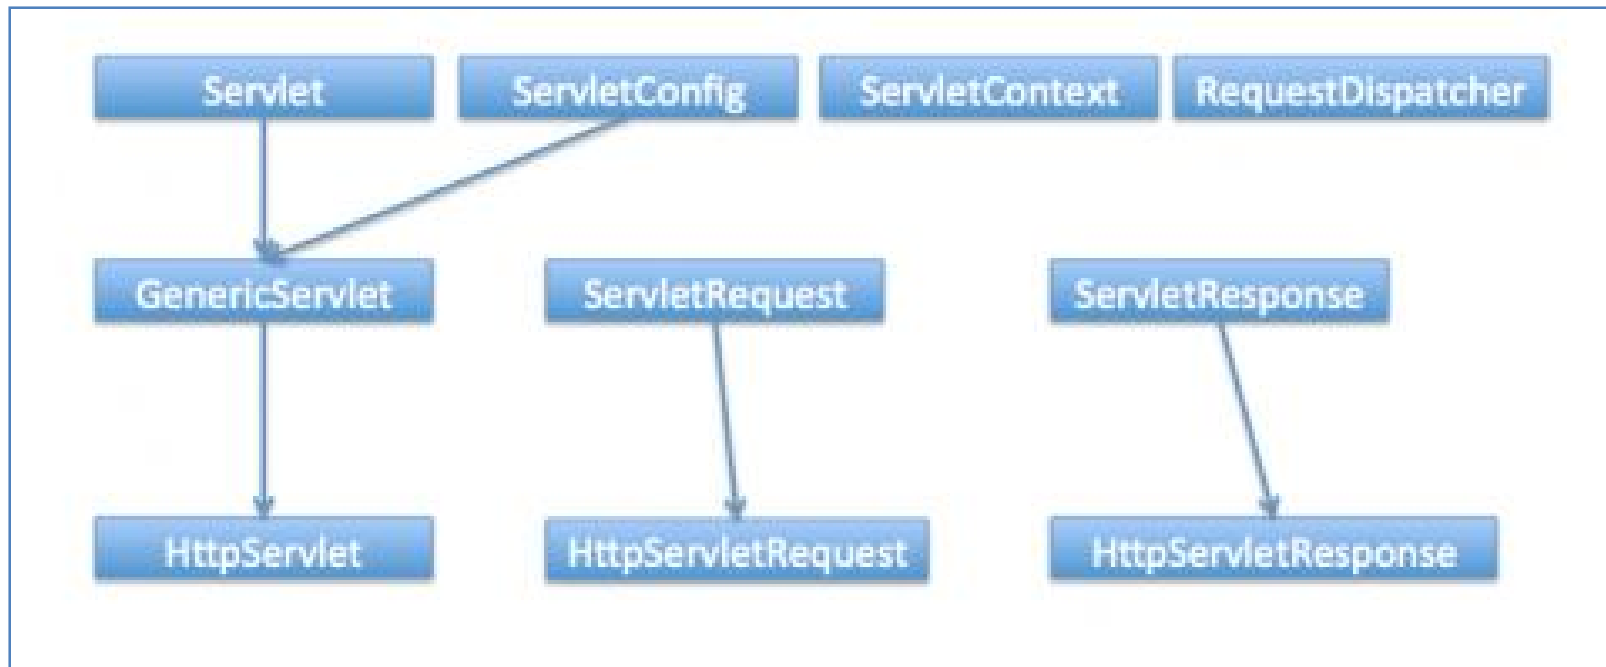 Servlet
ServletConfig
ServletContext
RequestDispatcher
GenericServlet
ServletRequest
ServletResponse
HttpServlet
HttpServletRequest
HttpServletResponse